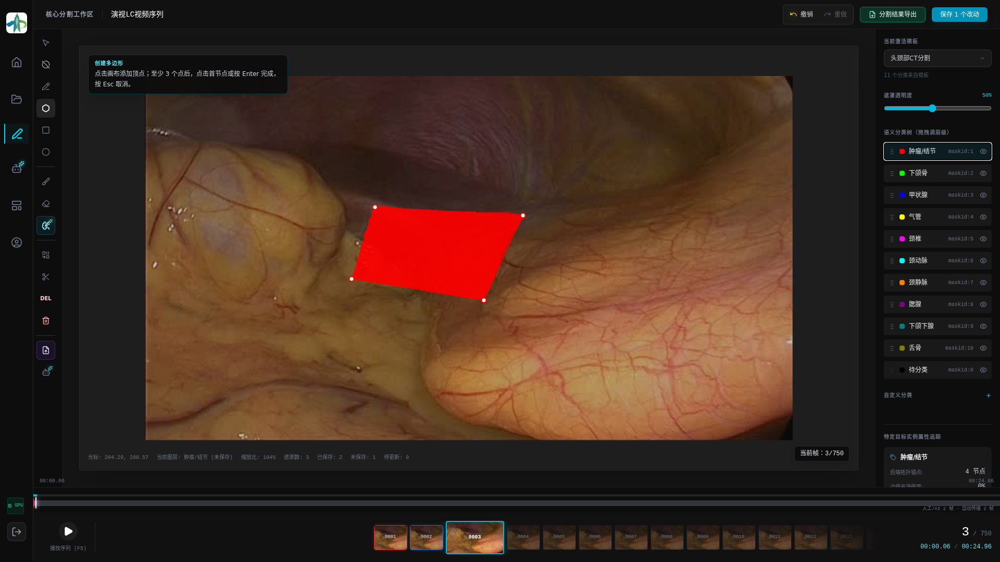 核心分割工作区
演视LC视频序列
撤销
重做
分割结果导出
保存 1 个改动
创建多边形
点击画布添加顶点；至少 3 个点后，点击首节点或按 Enter 完成，
按 Esc 取消。
DEL
当前激活模板
头颈部CT分割
11 个分类来自模板
遮罩透明度
50%
语义分类树（拖拽调层级）
肿瘤/结节 maskid:1
下颌骨 maskid:2
甲状腺 maskid:3
气管 maskid:4
颈椎 maskid:5
颈动脉 maskid:6
颈静脉 maskid:7
腮腺 maskid:8
下颌下腺 maskid:9
舌骨 maskid:10
待分类 maskid:0
自定义分类
特定目标实例属性追踪
肿瘤/结节
后端拓扑锚点: 4 节点
边缘平滑强度: 0%
光标: 204.29, 200.57 当前图层: 肿瘤/结节 (未保存) 缩放比: 194% 遮罩数: 3 已保存: 2 未保存: 1 待更新: 0
当前帧：3/750
00:00.06
00:24.96
GPU
人工/AI 2 帧 · 自动传播 2 帧
播放序列 (F5)
0001
0002
0003
0004
0005
0006
0007
0008
0009
0010
0011
0012
0013
3 / 750
00:00.06 / 00:24.96